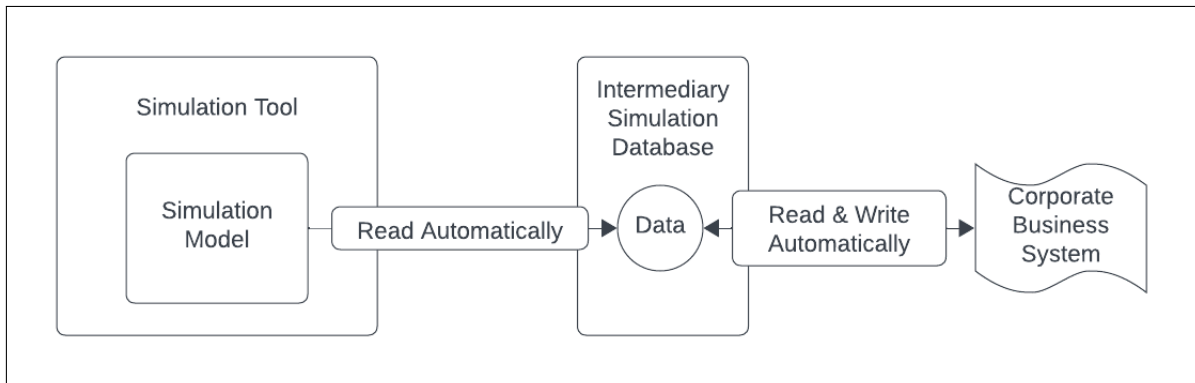 Simulation Tool
Simulation
Model
Read Automatically
Intermediary
Simulation
Database
Data
Read & Write
Automatically
Corporate
Business
System